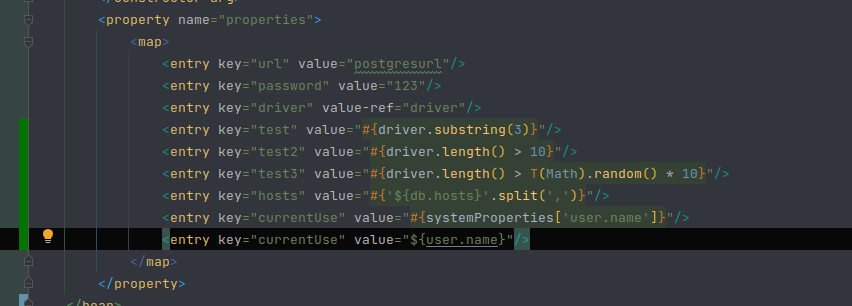 <property name="properties">
<map>
<entry key="url" value="postgresurl"/>
<entry key="password" value="123"/>
<entry key="driver" value-ref="driver"/>
<entry key="test" value="#{driver.substring(3)}"/>
<entry key="test2" value="#{driver.length() > 10}"/>
<entry key="test3" value="#{driver.length() > T(Math).random() * 10}"/>
<entry key="hosts" value="#{'${db.hosts}'.split(',')}"/>
<entry key="currentUse" value="#{systemProperties['user.name']}"/>
<entry key="currentUse" value="${user.name}"/>
</map>
</property>
</bean>